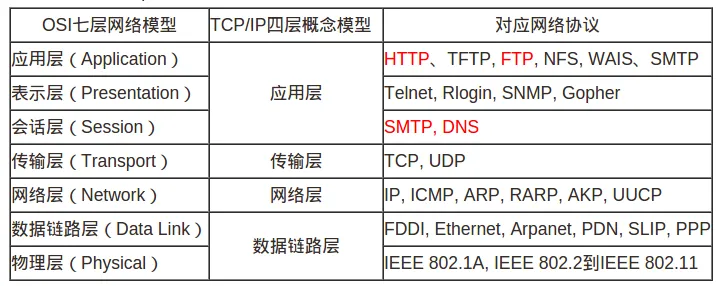 OSI七层网络模型 TCP/IP四层概念模型 对应网络协议
应用层（Application） HTTP、TFTP, FTP, NFS, WAIS、SMTP
表示层（Presentation） 应用层 Telnet, Rlogin, SNMP, Gopher
会话层（Session） SMTP, DNS
传输层（Transport） 传输层 TCP, UDP
网络层（Network） 网络层 IP, ICMP, ARP, RARP, AKP, UUCP
数据链路层（Data Link） 数据链路层 FDDI, Ethernet, Arpanet, PDN, SLIP, PPP
物理层（Physical） IEEE 802.1A, IEEE 802.2到IEEE 802.11